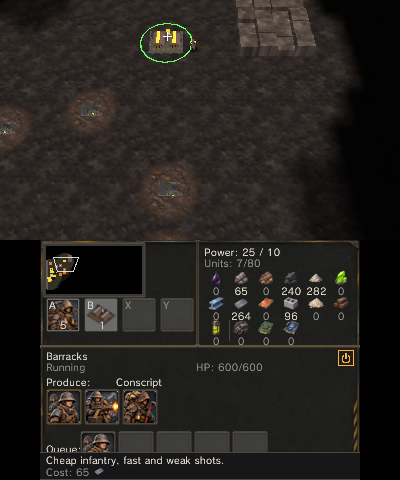 Power: 25 / 10
Units: 7/80
0 65 0 240 282 0
0 264 0 96 0 0
0 0 0 0
A B X Y
5 1
Barracks
Running HP: 600/600
Produce: Conscript
Queue:
Cheap infantry, fast and weak shots.
Cost: 65